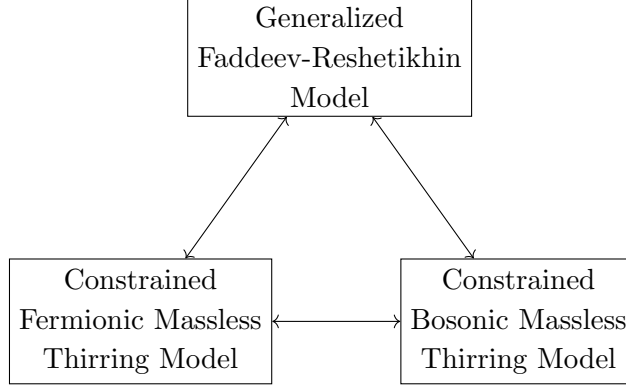 Generalized
Faddeev-Reshetikhin
Model
Constrained
Fermionic Massless
Thirring Model
Constrained
Bosonic Massless
Thirring Model